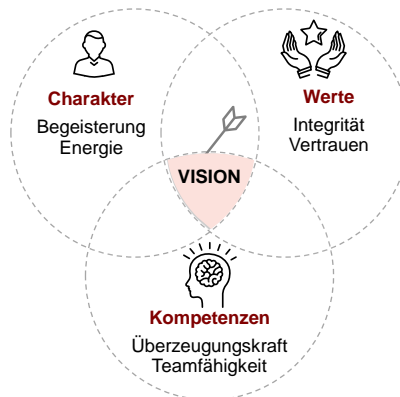 Charakter
Begeisterung
Energie
Werte
Integrität
Vertrauen
VISION
Kompetenzen
Überzeugungskraft
Teamfähigkeit